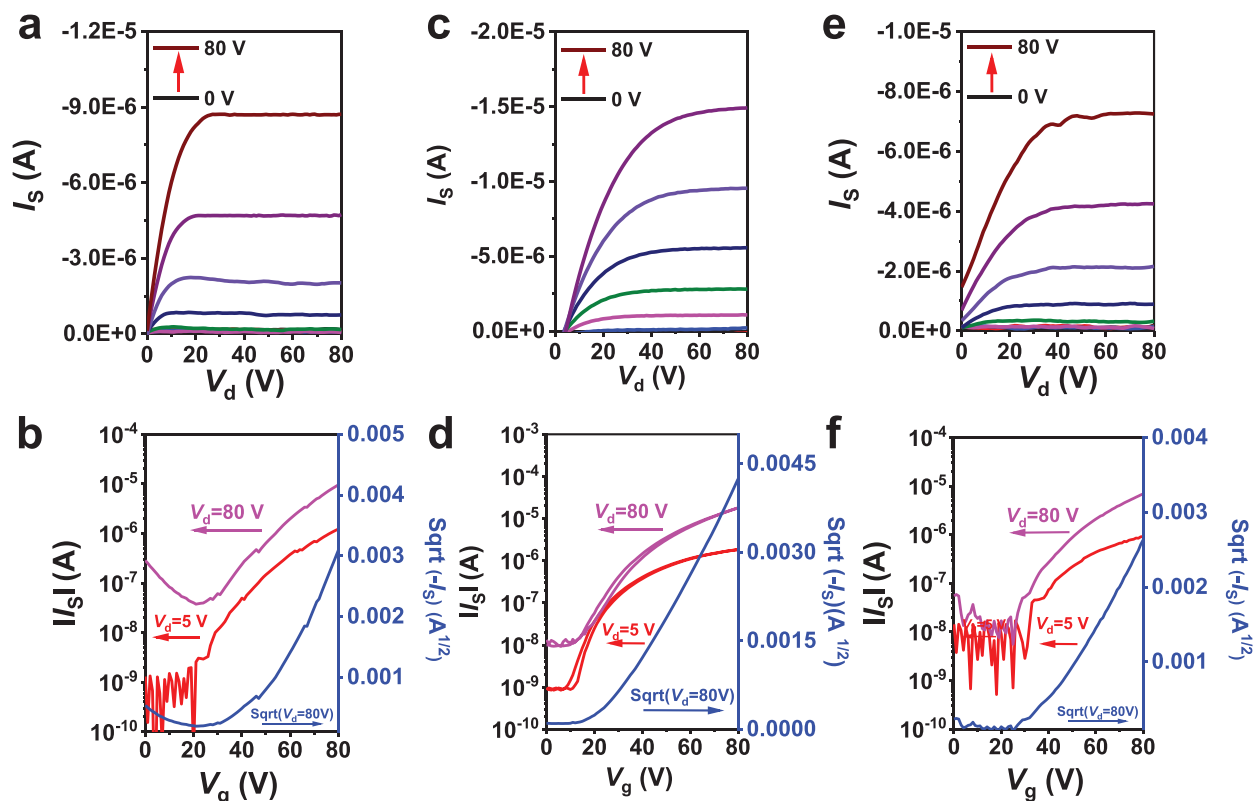 a
-1.2E-5
-9.0E-6
-6.0E-6
-3.0E-6
0.0E+0
80 V
0 V
I_S (A)
0 20 40 60 80
V_d (V)
c
-2.0E-5
-1.5E-5
-1.0E-5
-5.0E-6
0.0E+0
80 V
0 V
I_S (A)
0 20 40 60 80
V_d (V)
e
-1.0E-5
-8.0E-6
-6.0E-6
-4.0E-6
-2.0E-6
0.0E+0
80 V
0 V
I_S (A)
0 20 40 60 80
V_d (V)
b
10^-4
10^-5
10^-6
10^-7
10^-8
10^-9
10^-10
|I_S| (A)
V_d=80 V
V_d=5 V
Sqrt(V_d=80V)
0.005
0.004
0.003
0.002
0.001
Sqrt (-I_S) (A^1/2)
0 20 40 60 80
V_g (V)
d
10^-3
10^-4
10^-5
10^-6
10^-7
10^-8
10^-9
10^-10
|I_S| (A)
V_d=80 V
V_d=5 V
Sqrt(V_d=80V)
0.0045
0.0030
0.0015
0.0000
Sqrt (-I_S)(A^1/2)
0 20 40 60 80
V_g (V)
f
10^-4
10^-5
10^-6
10^-7
10^-8
10^-9
10^-10
|I_S| (A)
V_d=80 V
V_d=5 V
Sqrt(V_d=80V)
0.004
0.003
0.002
0.001
Sqrt (-I_S) (A^1/2)
0 20 40 60 80
V_g (V)